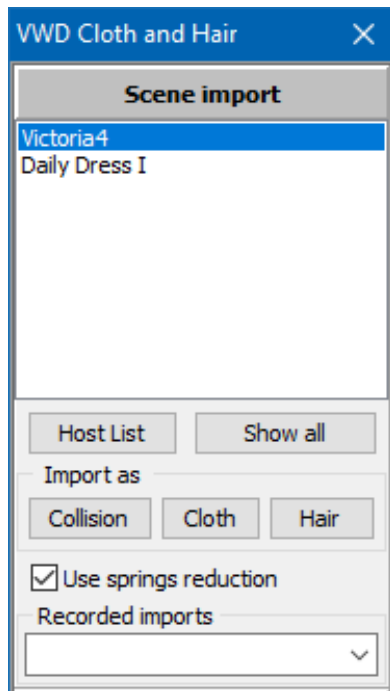 VWD Cloth and Hair
Scene import
Victoria4
Daily Dress I
Host List Show all
Import as
Collision Cloth Hair
Use springs reduction
Recorded imports